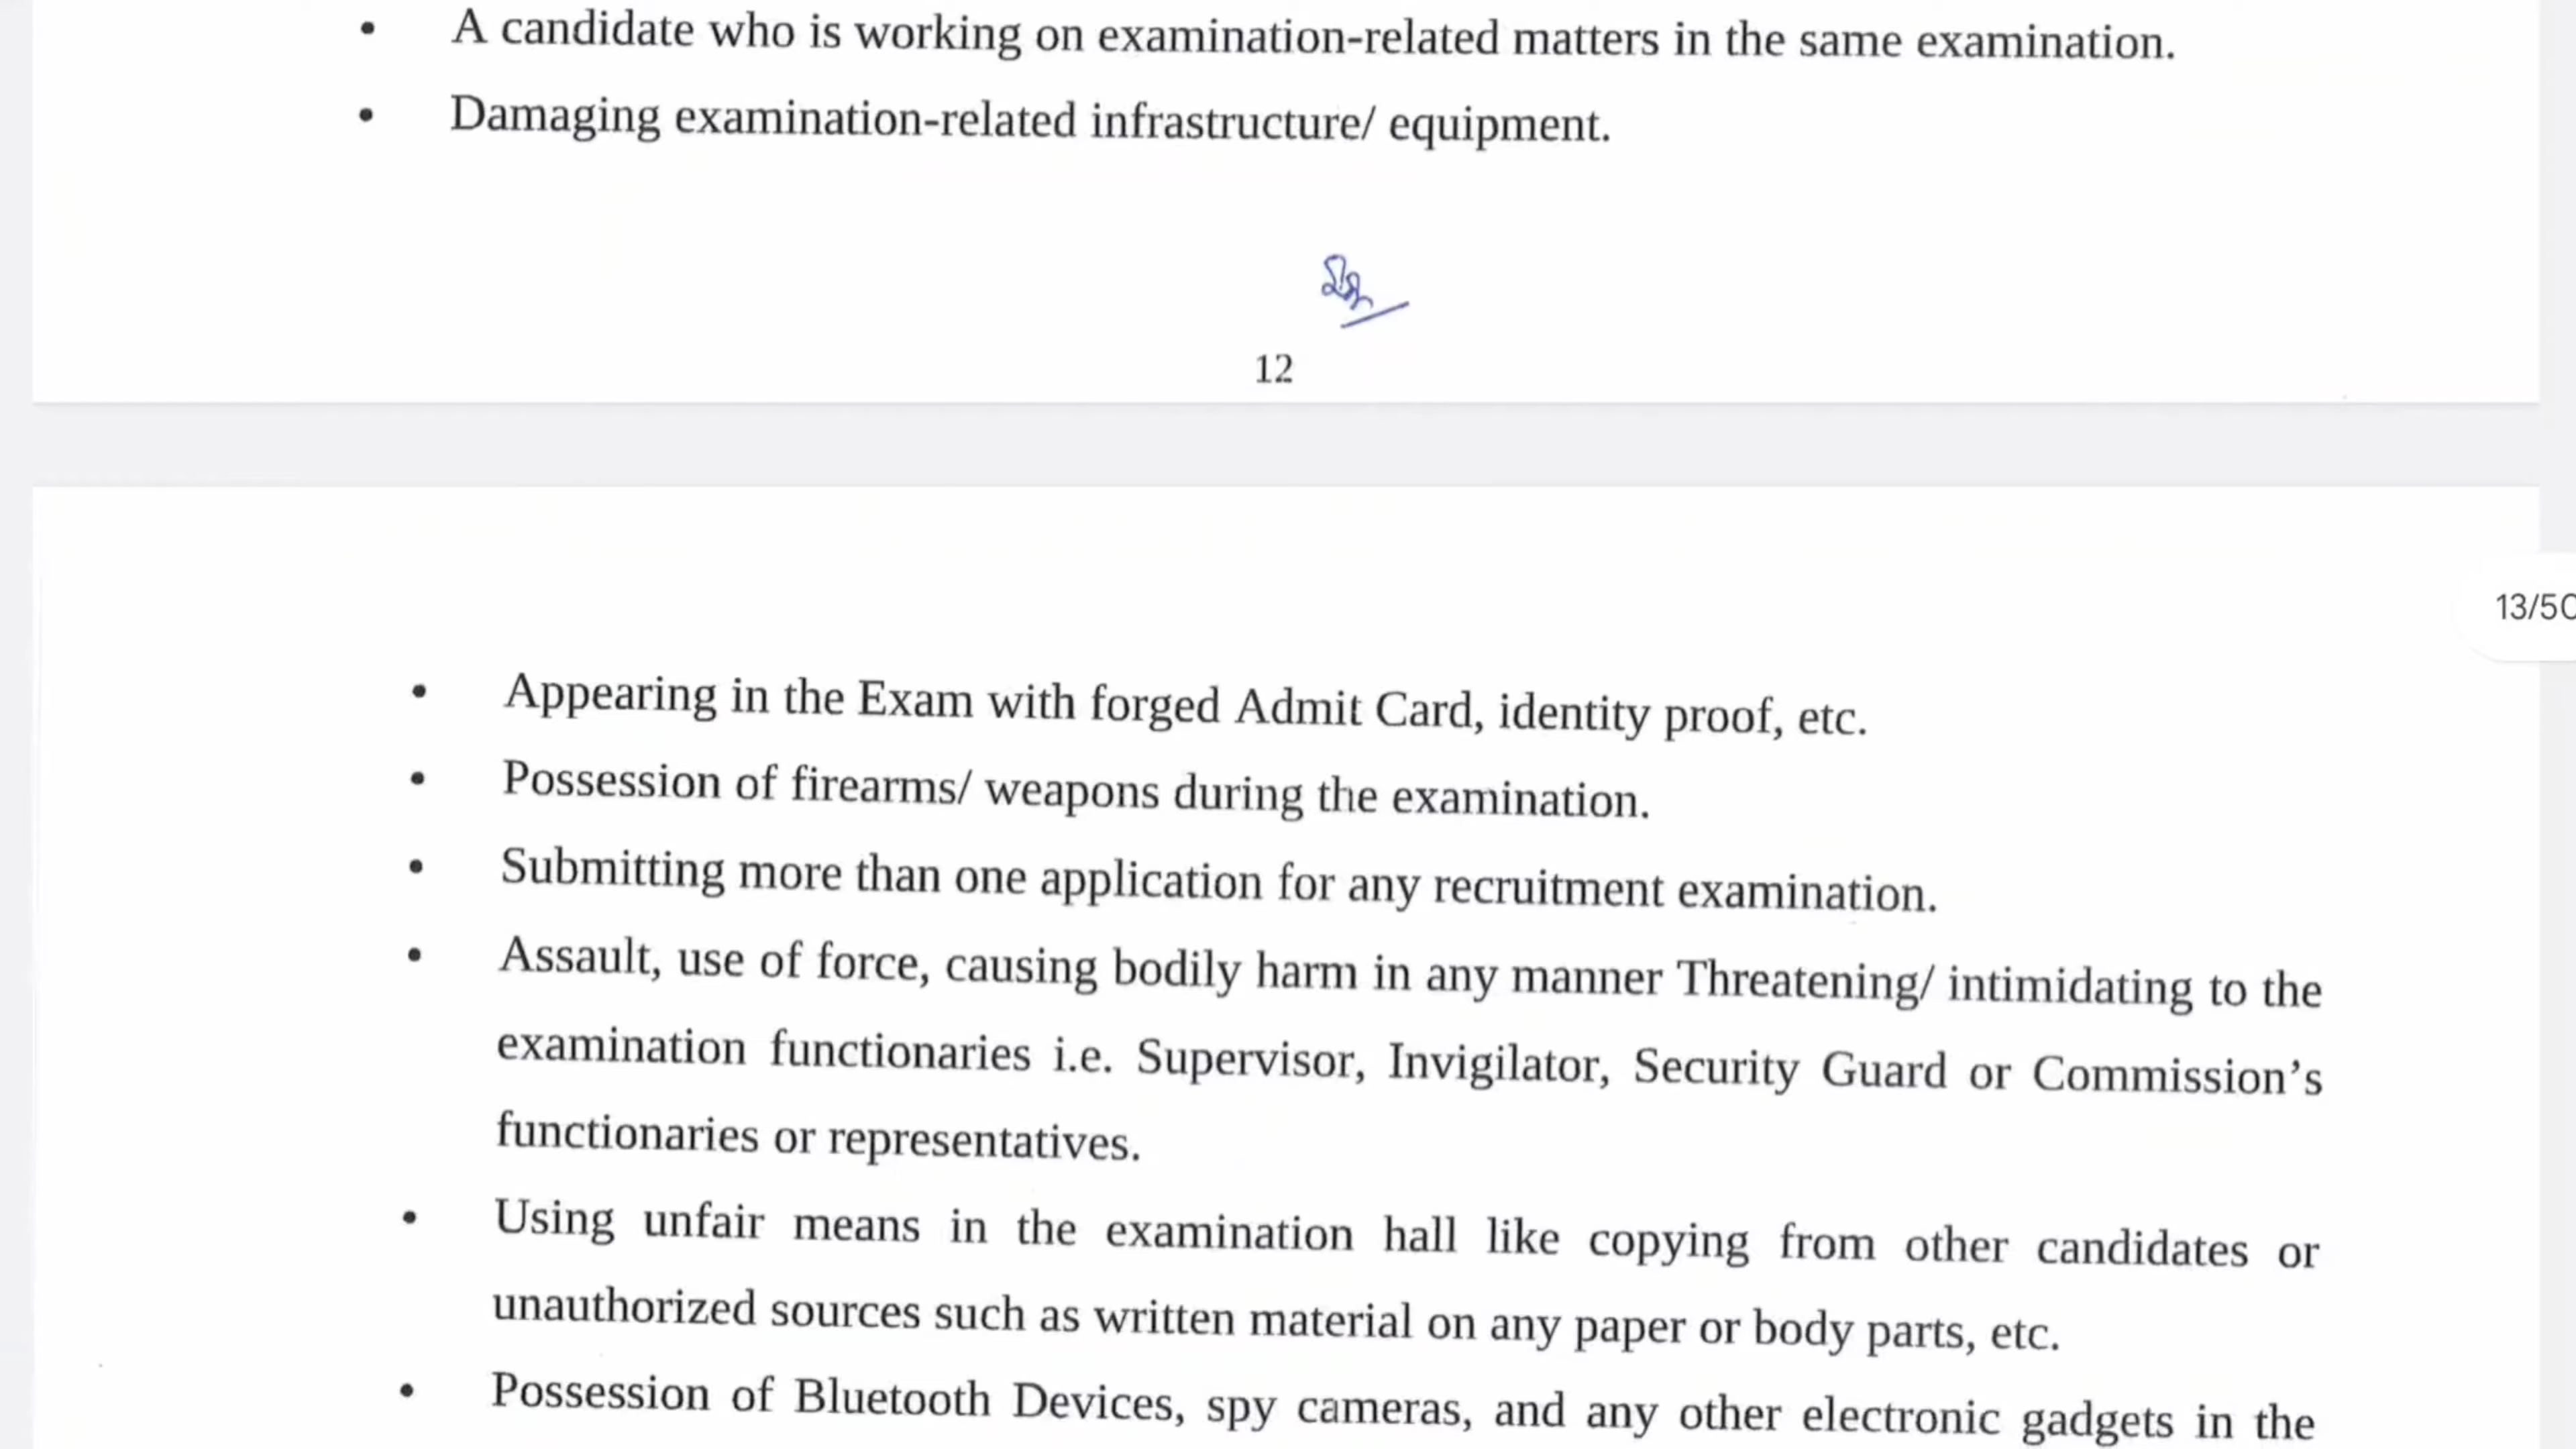 • A candidate who is working on examination-related matters in the same examination.
• Damaging examination-related infrastructure/ equipment.
12
13/50
• Appearing in the Exam with forged Admit Card, identity proof, etc.
• Possession of firearms/ weapons during the examination.
• Submitting more than one application for any recruitment examination.
• Assault, use of force, causing bodily harm in any manner Threatening/ intimidating to the
examination functionaries i.e. Supervisor, Invigilator, Security Guard or Commission’s
functionaries or representatives.
• Using unfair means in the examination hall like copying from other candidates or
unauthorized sources such as written material on any paper or body parts, etc.
• Possession of Bluetooth Devices, spy cameras, and any other electronic gadgets in the